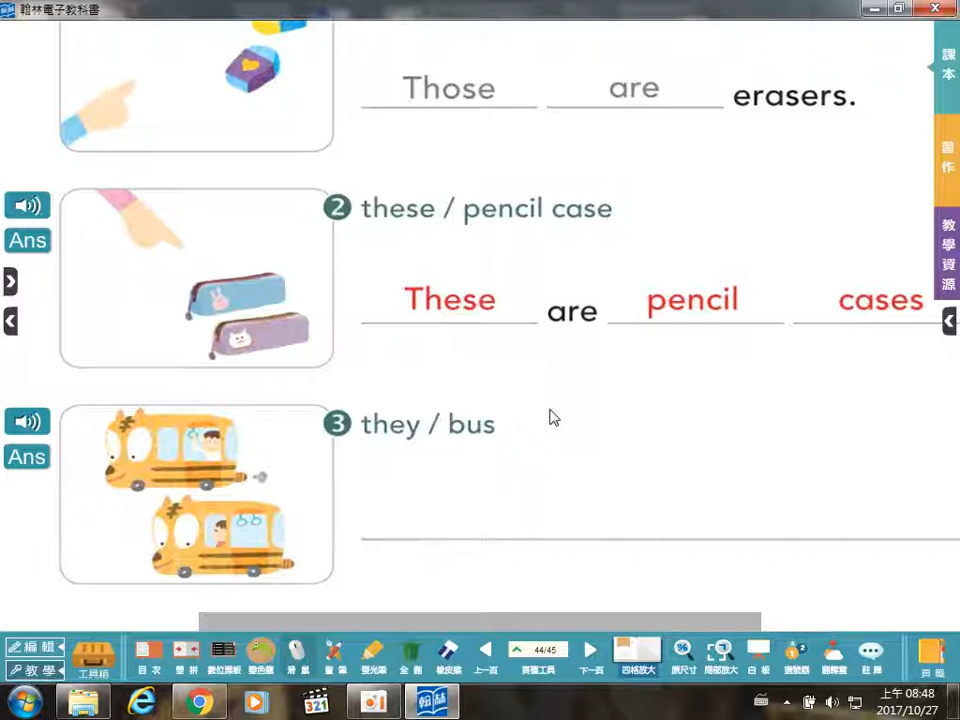 翰林電子教科書
課本
習作
教學資源
Those are erasers.
Ans
2 these / pencil case
These are pencil cases
Ans
3 they / bus
編輯
教學
工具箱
目次
雙拼
數位黑板
變色龍
滑鼠
畫筆
螢光筆
全刪
橡皮擦
上一頁
44/45
頁籤工具
下一頁
四格放大
原尺寸
局部放大
白板
選號器
翻轉盤
註釋
頁籤
321
翰林
上午 08:48
2017/10/27